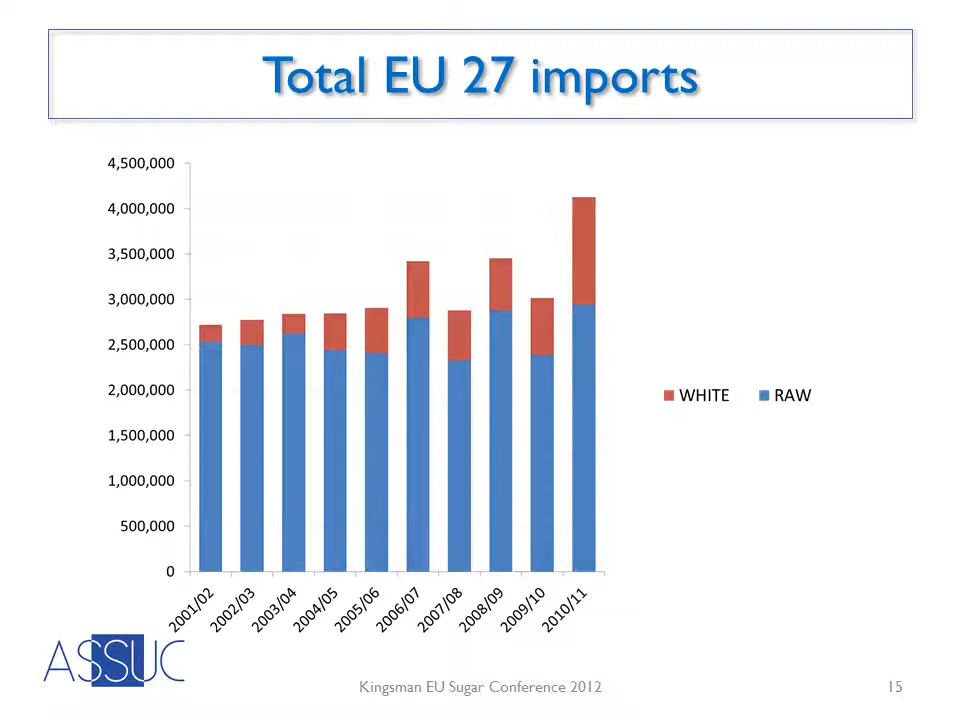 Total EU 27 imports
4,500,000
4,000,000
3,500,000
3,000,000
2,500,000
2,000,000
1,500,000
1,000,000
500,000
0
WHITE RAW
2001/02 2002/03 2003/04 2004/05 2005/06 2006/07 2007/08 2008/09 2009/10 2010/11
ASSUC
Kingsman EU Sugar Conference 2012
15